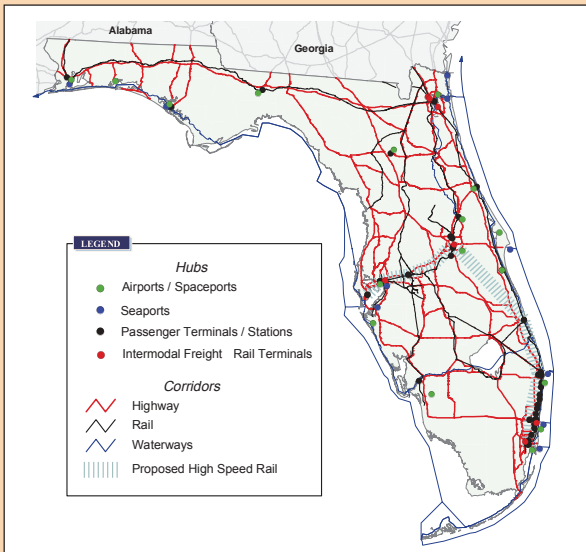 Alabama
Georgia
LEGEND
Hubs
Airports / Spaceports
Seaports
Passenger Terminals / Stations
Intermodal Freight Rail Terminals
Corridors
Highway
Rail
Waterways
Proposed High Speed Rail